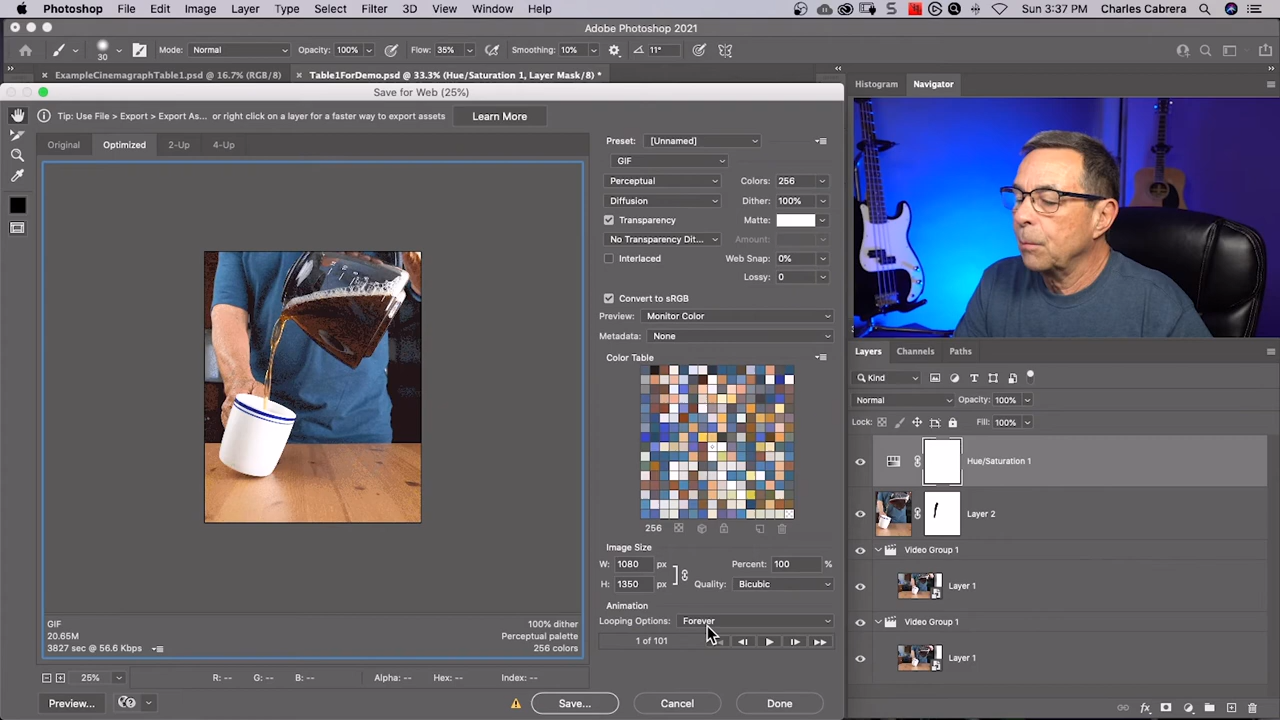 Photoshop File Edit Image Layer Type Select Filter 3D View Window Help Sun 3:37 PM Charles Cabrera
Adobe Photoshop 2021
30 Mode: Normal Opacity: 100% Flow: 35% Smoothing: 10% 11°
ExampleCinemagraphTable1.psd @ 16.7% (RGB/8) Table1ForDemo.psd @ 33.3% (Hue/Saturation 1, Layer Mask/8) *
Histogram Navigator
Save for Web (25%)
Tip: Use File > Export > Export As... or right click on a layer for a faster way to export assets Learn More
Original Optimized 2-Up 4-Up
Preset: [Unnamed]
GIF
Perceptual Colors: 256
Diffusion Dither: 100%
Transparency Matte:
No Transparency Dit... Amount:
Interlaced Web Snap: 0%
Lossy: 0
Convert to sRGB
Preview: Monitor Color
Metadata: None
Color Table
256
Image Size
W: 1080 px Percent: 100 %
H: 1350 px Quality: Bicubic
Animation
Looping Options: Forever
1 of 101
GIF
20.65M
3827 sec @ 56.6 Kbps
100% dither
Perceptual palette
256 colors
25% R: -- G: -- B: -- Alpha: -- Hex: -- Index: --
Preview... Save... Cancel Done
Layers Channels Paths
Kind
Normal Opacity: 100%
Lock: Fill: 100%
Hue/Saturation 1
Layer 2
Video Group 1
Layer 1
Video Group 1
Layer 1
fx